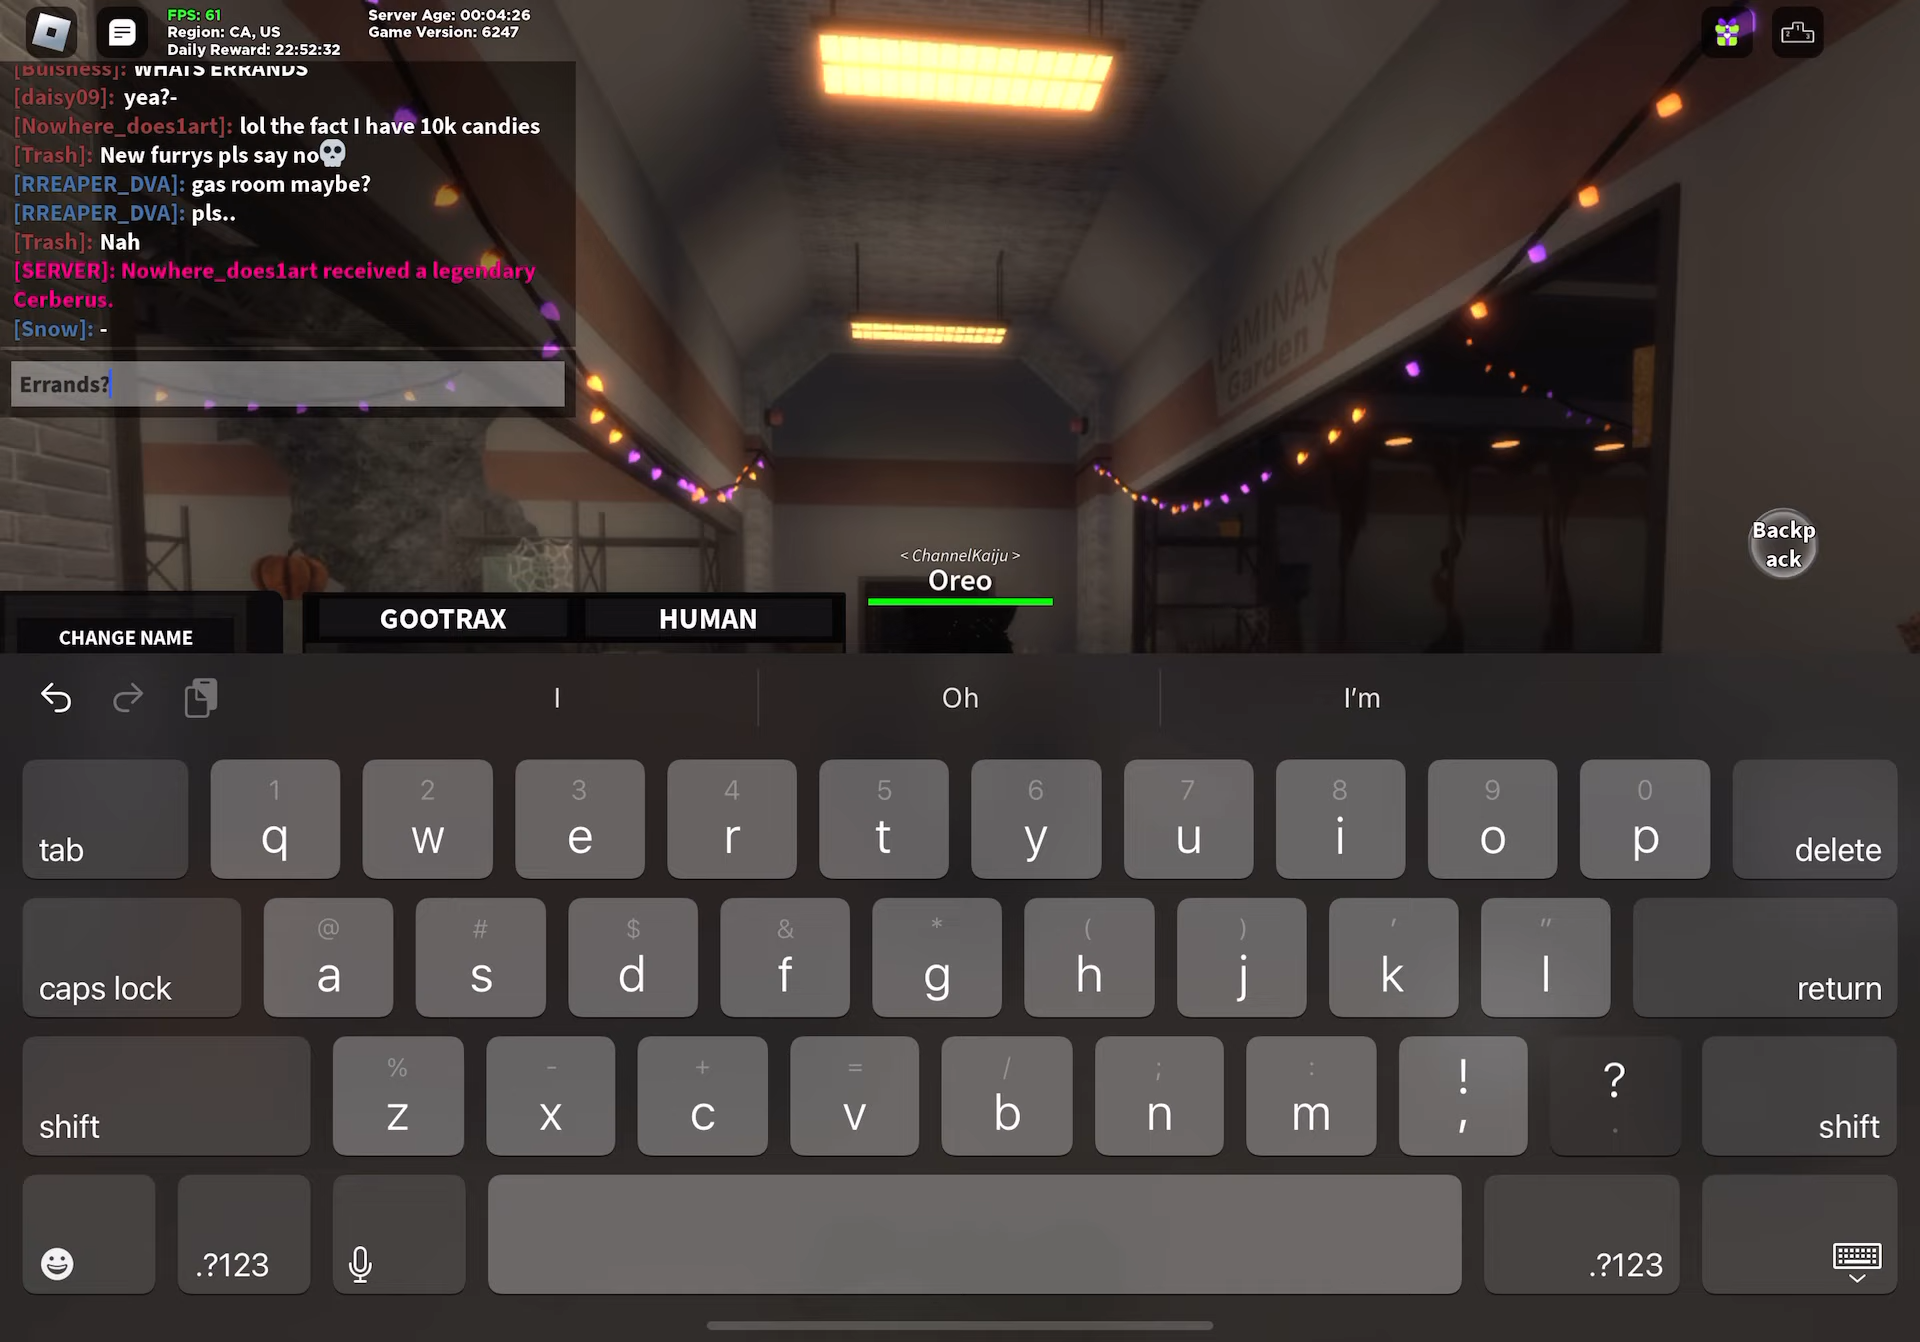 FPS: 61
Region: CA, US
Daily Reward: 22:52:32
Server Age: 00:04:26
Game Version: 6247
[Buisness]: WHATS ERRANDS
[daisy09]: yea?-
[Nowhere_does1art]: lol the fact I have 10k candies
[Trash]: New furrys pls say no💀
[RREAPER_DVA]: gas room maybe?
[RREAPER_DVA]: pls..
[Trash]: Nah
[SERVER]: Nowhere_does1art received a legendary
Cerberus.
[Snow]: -
Errands?
LAMINAX
Garden
Backp
ack
< ChannelKaiju >
Oreo
CHANGE NAME
GOOTRAX
HUMAN
I
Oh
I'm
1 2 3 4 5 6 7 8 9 0
tab q w e r t y u i o p delete
@ # $ & * ( ) ' "
caps lock a s d f g h j k l return
% - + = / ; : ! ?
shift z x c v b n m , . shift
.?123
.?123